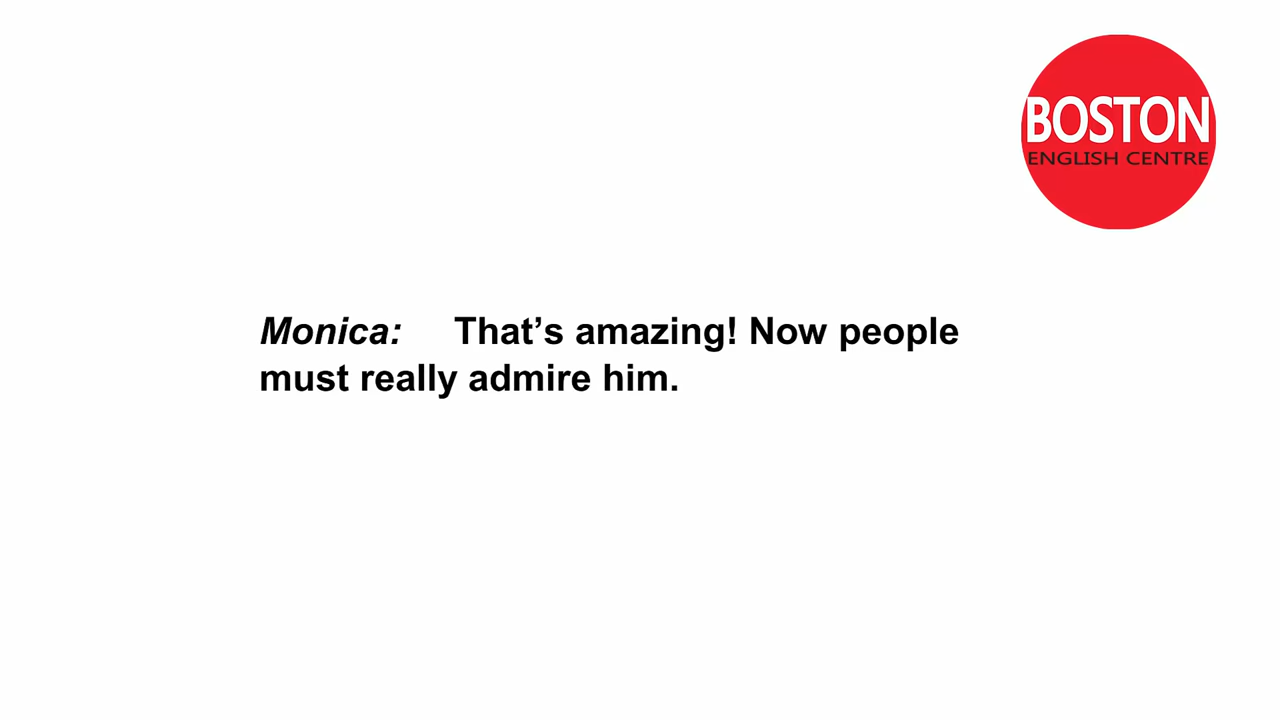 BOSTON
ENGLISH CENTRE
Monica: That’s amazing! Now people
must really admire him.